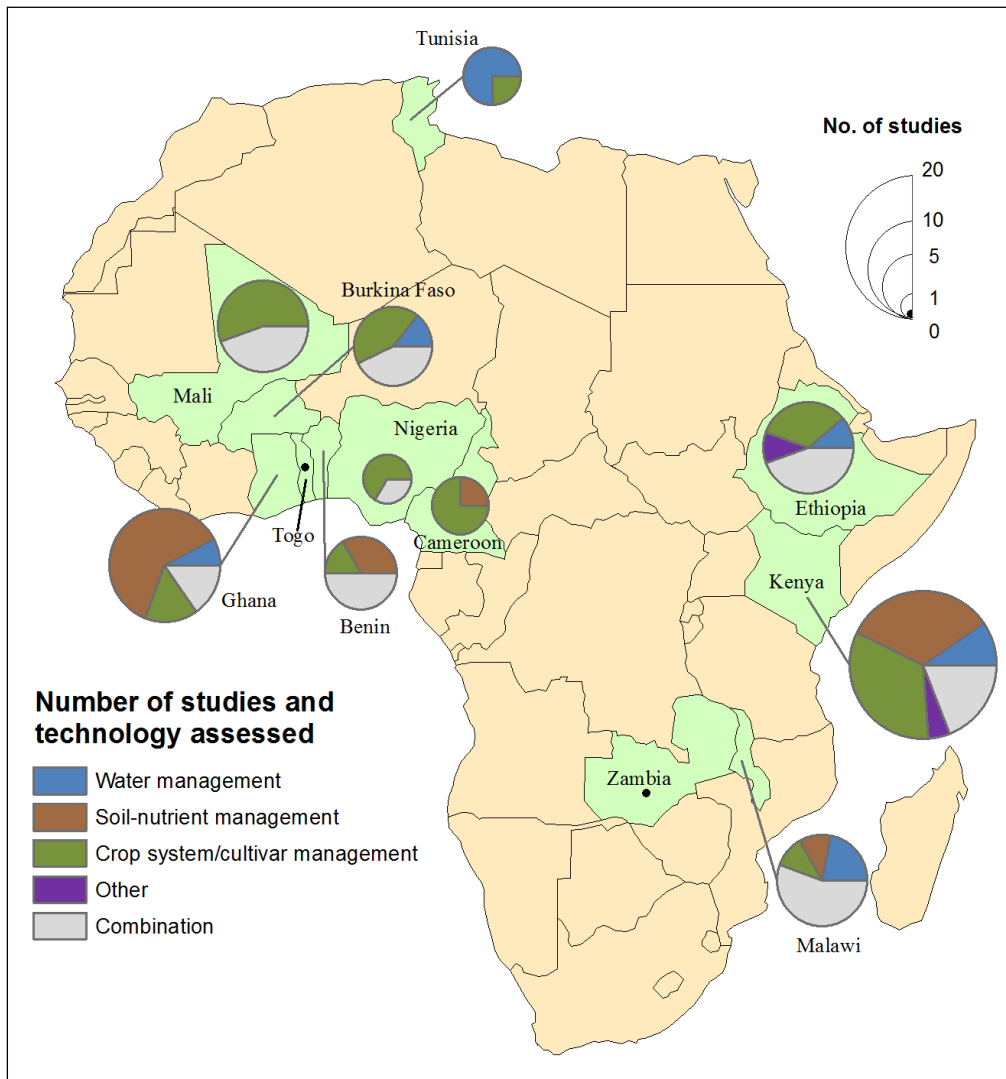 Tunisia
No. of studies
20
10
5
1
0
Burkina Faso
Mali
Nigeria
Ethiopia
Togo
Cameroon
Kenya
Ghana
Benin
Number of studies and
technology assessed
Water management
Soil-nutrient management
Crop system/cultivar management
Other
Combination
Zambia
Malawi